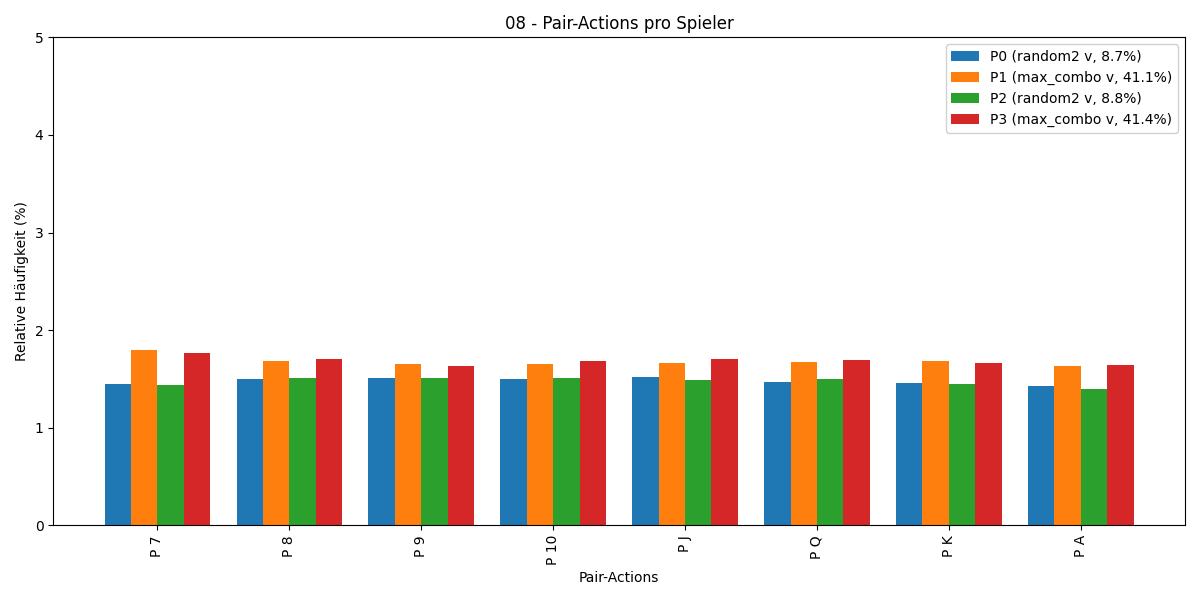 08 - Pair-Actions pro Spieler
Relative Häufigkeit (%)
5
4
3
2
1
0
P0 (random2 v, 8.7%)
P1 (max_combo v, 41.1%)
P2 (random2 v, 8.8%)
P3 (max_combo v, 41.4%)
P 7
P 8
P 9
P 10
P J
P Q
P K
P A
Pair-Actions